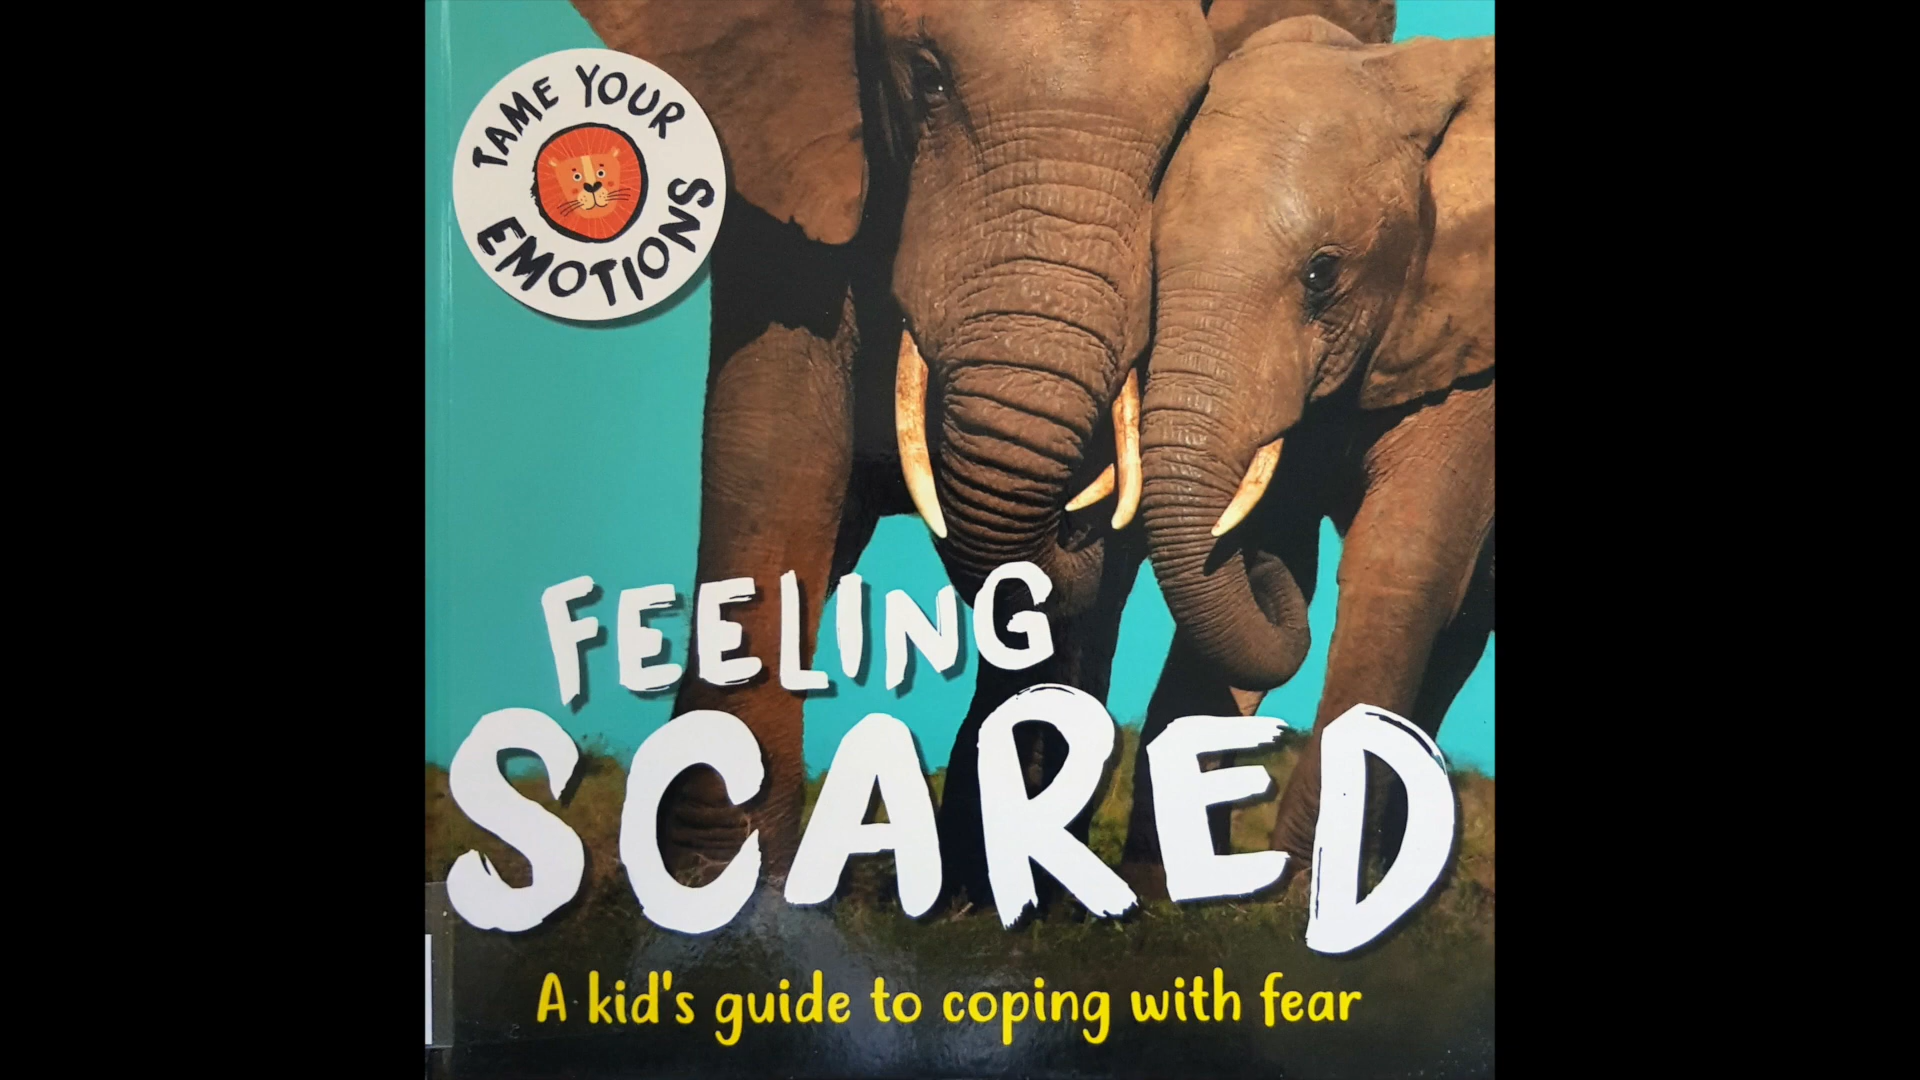 TAME YOUR
EMOTIONS
FEELING
SCARED
A kid's guide to coping with fear